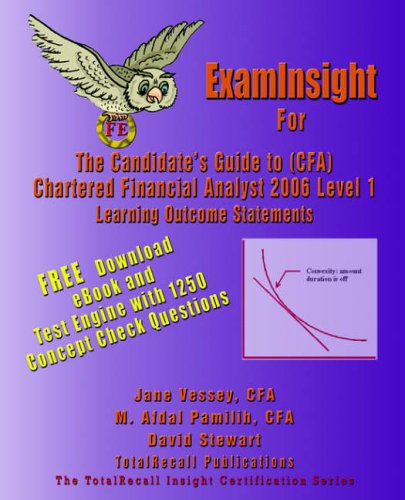 ExamInsight
For
FE
The Candidate's Guide to (CFA)
Chartered Financial Analyst 2006 Level 1
Learning Outcome Statements
FREE Download
eBook and
Test Engine with 1250
Concept Check Questions
Convexity: amount
duration is off
Jane Vessey, CFA
M. Afdal Pamilih, CFA
David Stewart
TotalRecall Publications
The TotalRecall Insight Certification Series